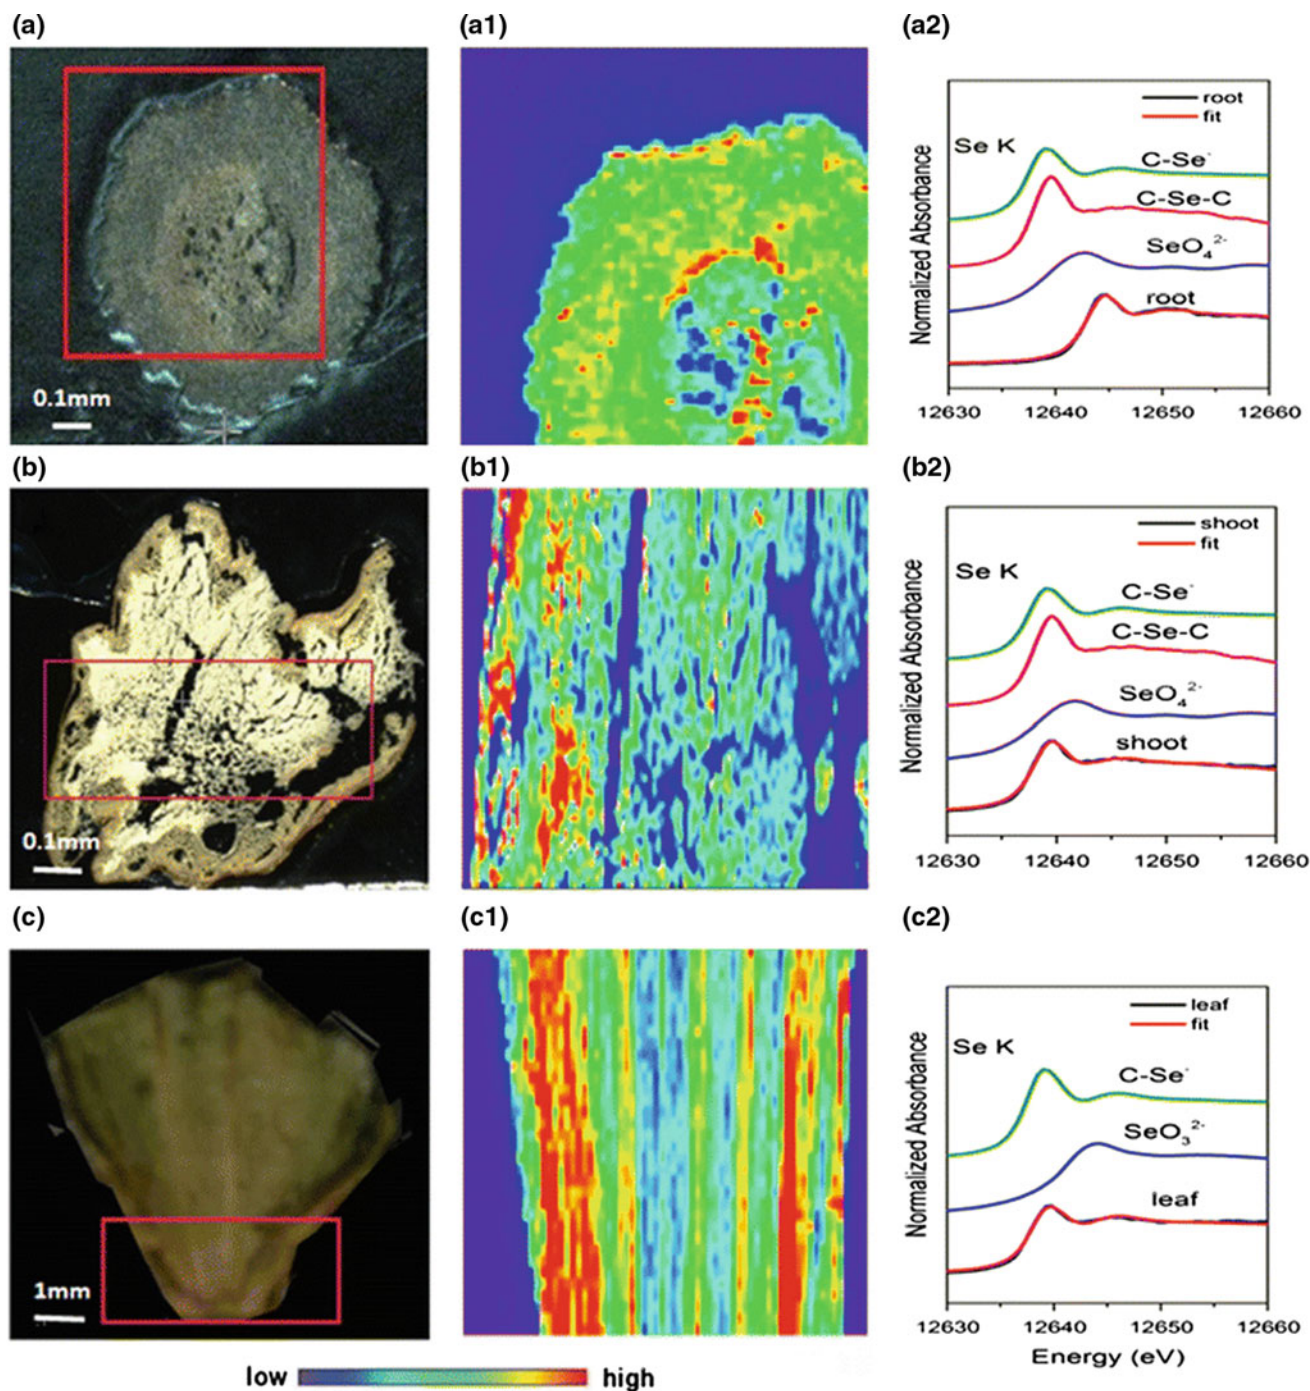 (a)
(a1)
(a2)
0.1mm
Normalized Absorbance
root
fit
Se K
C-Se-
C-Se-C
SeO₄²⁻
root
12630 12640 12650 12660
(b)
(b1)
(b2)
0.1mm
Normalized Absorbance
shoot
fit
Se K
C-Se-
C-Se-C
SeO₄²⁻
shoot
12630 12640 12650 12660
(c)
(c1)
(c2)
1mm
Normalized Absorbance
leaf
fit
Se K
C-Se-
SeO₃²⁻
leaf
12630 12640 12650 12660
Energy (eV)
low high